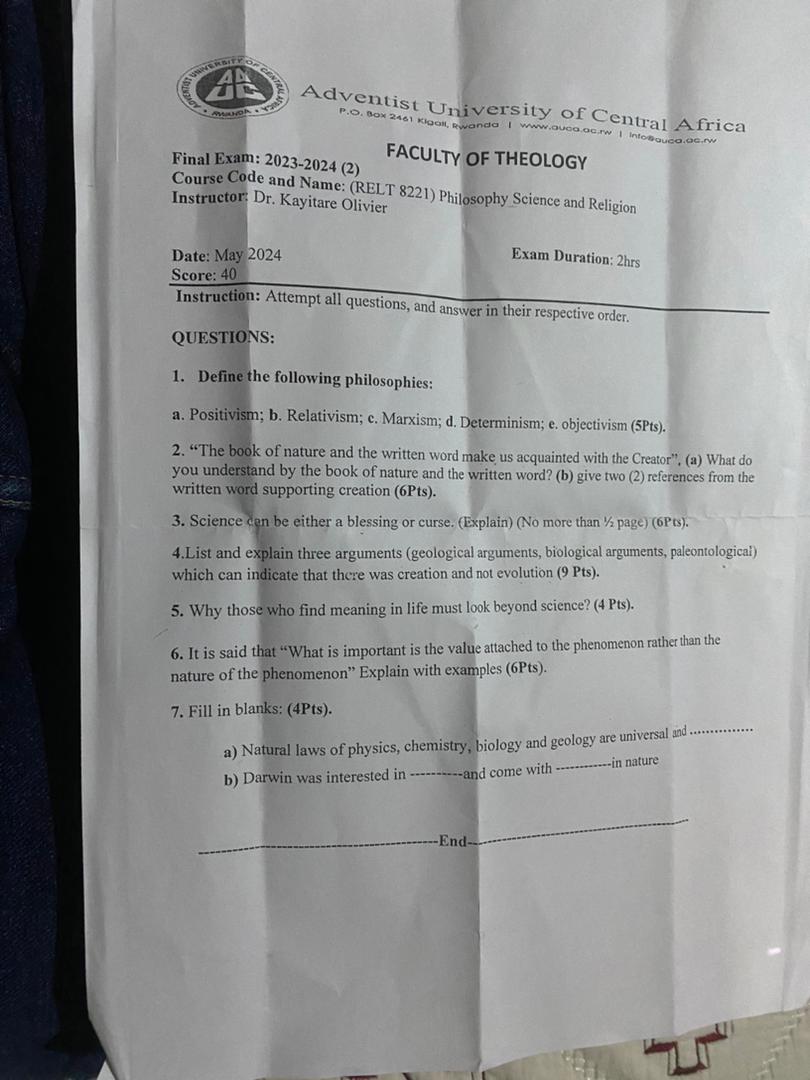 ADVENTIST UNIVERSITY OF CENTRAL AFRICA
RWANDA
Adventist University of Central Africa
P.O. Box 2461 Kigali, Rwanda | www.auca.ac.rw | info@auca.ac.rw
FACULTY OF THEOLOGY
Final Exam: 2023-2024 (2)
Course Code and Name: (RELT 8221) Philosophy Science and Religion
Instructor: Dr. Kayitare Olivier
Date: May 2024 Exam Duration: 2hrs
Score: 40
Instruction: Attempt all questions, and answer in their respective order.
QUESTIONS:
1. Define the following philosophies:
a. Positivism; b. Relativism; c. Marxism; d. Determinism; e. objectivism (5Pts).
2. “The book of nature and the written word make us acquainted with the Creator”, (a) What do
you understand by the book of nature and the written word? (b) give two (2) references from the
written word supporting creation (6Pts).
3. Science can be either a blessing or curse. (Explain) (No more than ½ page) (6Pts).
4.List and explain three arguments (geological arguments, biological arguments, paleontological)
which can indicate that there was creation and not evolution (9 Pts).
5. Why those who find meaning in life must look beyond science? (4 Pts).
6. It is said that “What is important is the value attached to the phenomenon rather than the
nature of the phenomenon” Explain with examples (6Pts).
7. Fill in blanks: (4Pts).
a) Natural laws of physics, chemistry, biology and geology are universal and ..............
b) Darwin was interested in ----------and come with -----------in nature
-----------------------------------End-----------------------------------